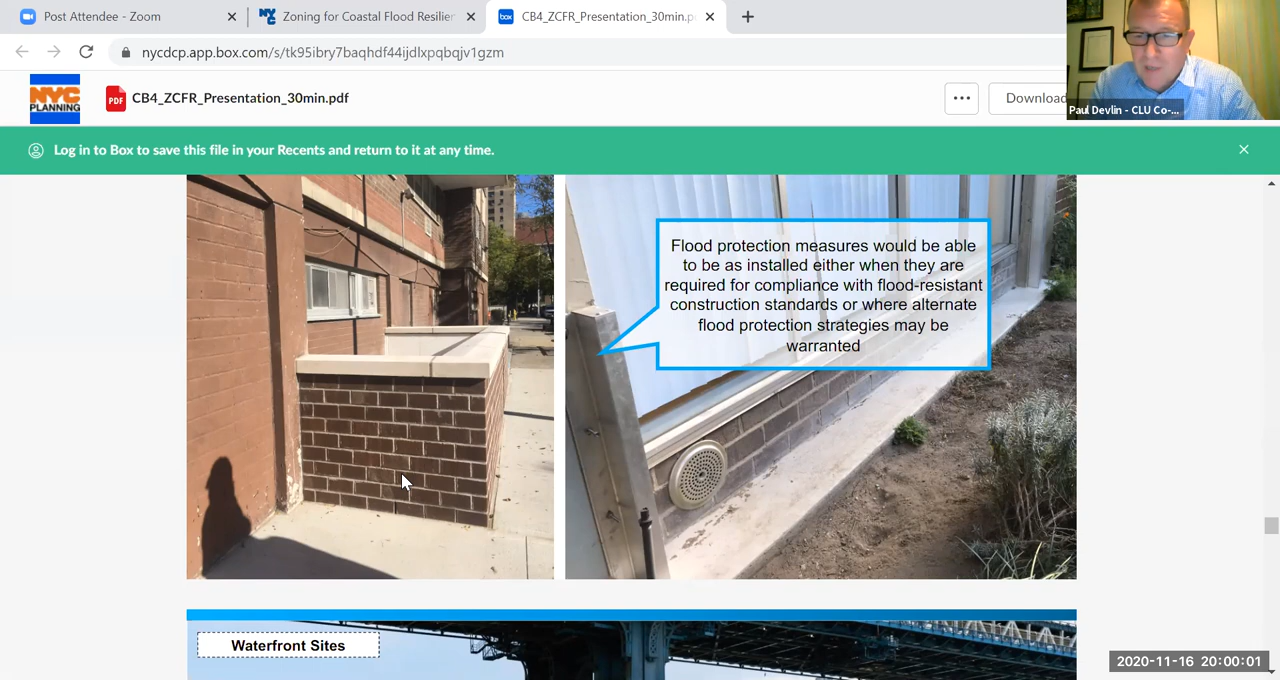 Post Attendee - Zoom
Zoning for Coastal Flood Resilien
CB4_ZCFR_Presentation_30min.p
nycdcp.app.box.com/s/tk95ibry7baqhdf44ijdlxpqbqjv1gzm
NYC
PLANNING
PDF
CB4_ZCFR_Presentation_30min.pdf
Download
Paul Devlin - CLU Co-...
Log in to Box to save this file in your Recents and return to it at any time.
Flood protection measures would be able
to be as installed either when they are
required for compliance with flood-resistant
construction standards or where alternate
flood protection strategies may be
warranted
Waterfront Sites
2020-11-16 20:00:01